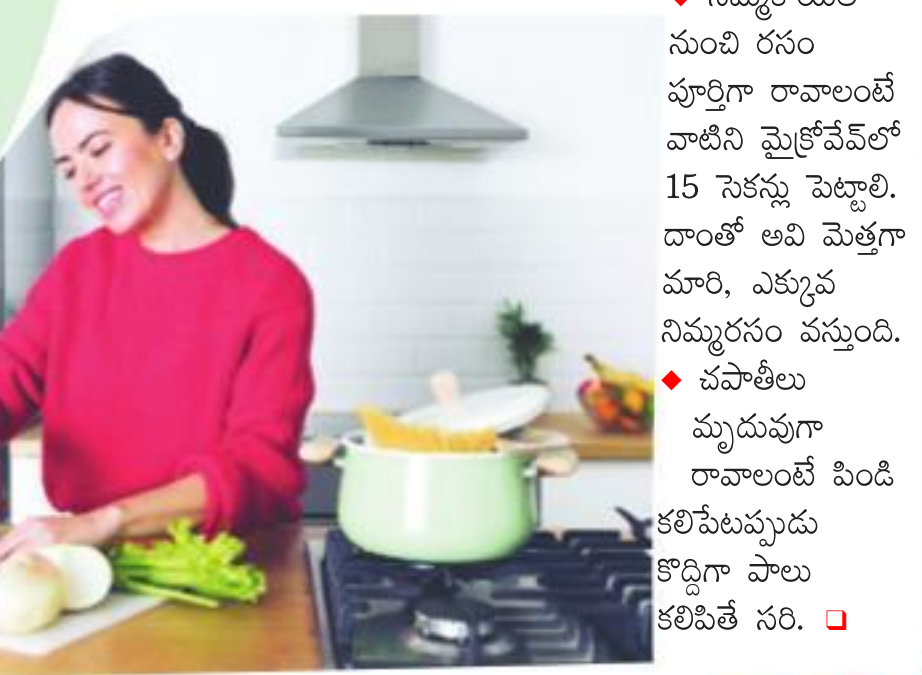 నుంచి రసం
పూర్తిగా రావాలంటే
వాటిని మైక్రోవేవ్‌లో
15 సెకన్లు పెట్టాలి.
దాంతో అవి మెత్తగా
మారి, ఎక్కువ
నిమ్మరసం వస్తుంది.
◆ చపాతీలు
మృదువుగా
రావాలంటే పిండి
కలిపేటప్పుడు
కొద్దిగా పాలు
కలిపితే సరి. ❑